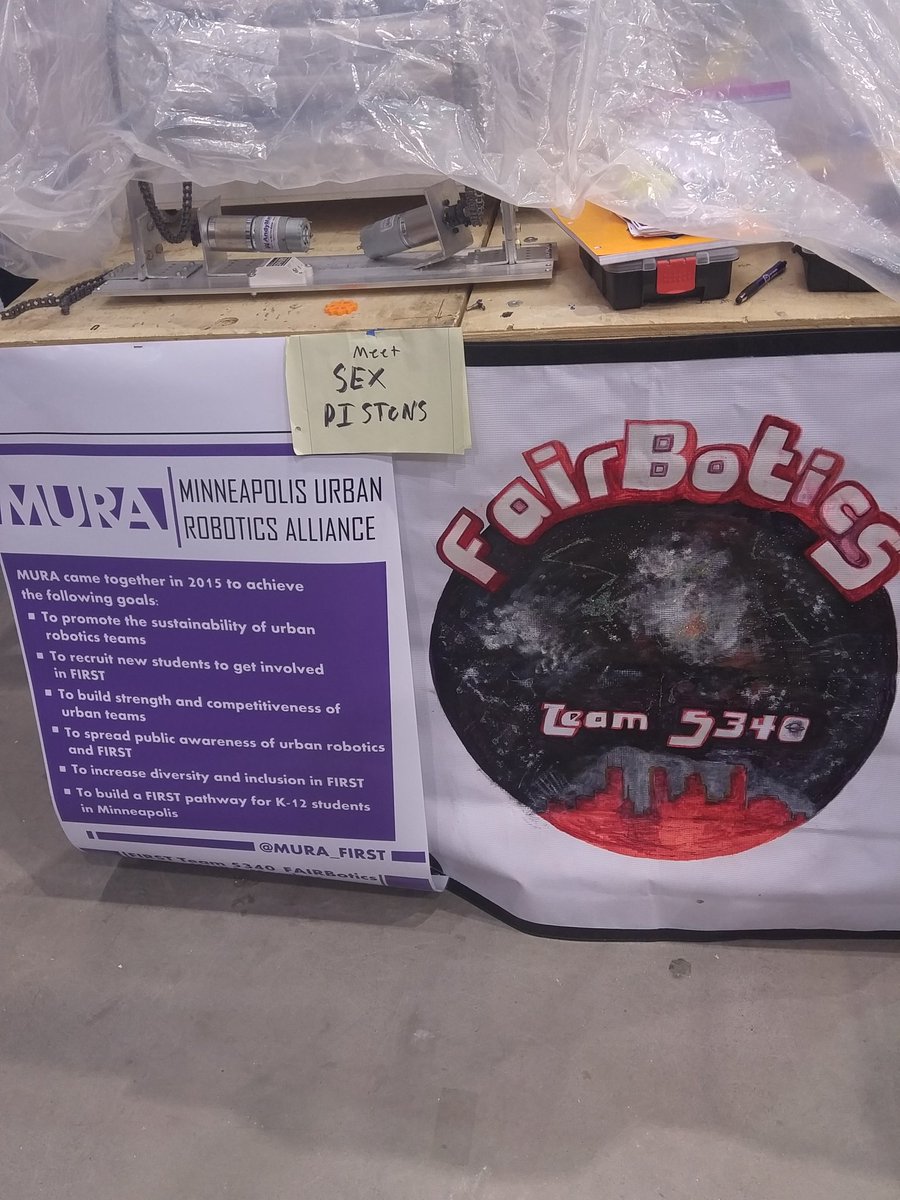 Meet
SEX
PISTONS
MURA
MINNEAPOLIS URBAN
ROBOTICS ALLIANCE
MURA came together in 2015 to achieve
the following goals:
▪ To promote the sustainability of urban
robotics teams
▪ To recruit new students to get involved
in FIRST
▪ To build strength and competitiveness of
urban teams
▪ To spread public awareness of urban robotics
and FIRST
▪ To increase diversity and inclusion in FIRST
▪ To build a FIRST pathway for K-12 students
in Minneapolis
@MURA_FIRST
FIRST Team 5340 FAIRBotics
FairBotics
Team 5340